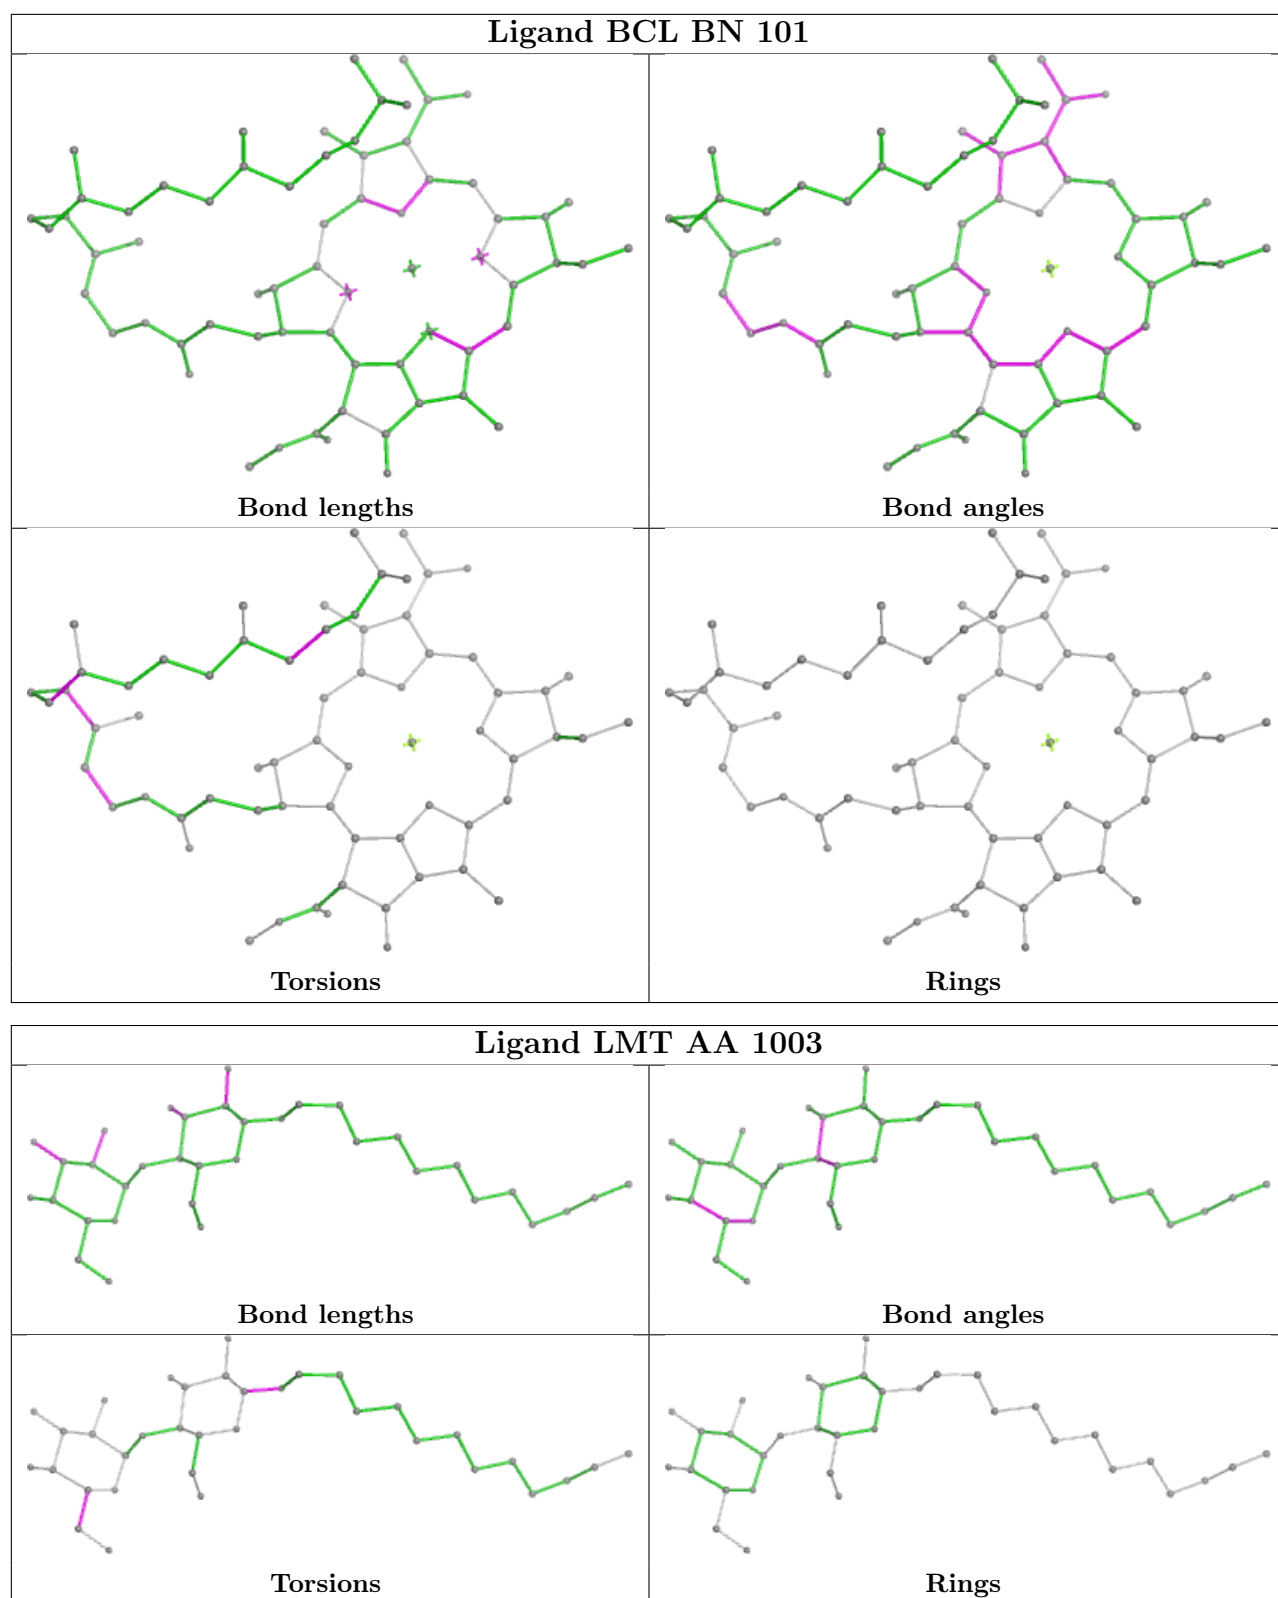 Ligand BCL BN 101
Bond lengths
Bond angles
Torsions
Rings
Ligand LMT AA 1003
Bond lengths
Bond angles
Torsions
Rings